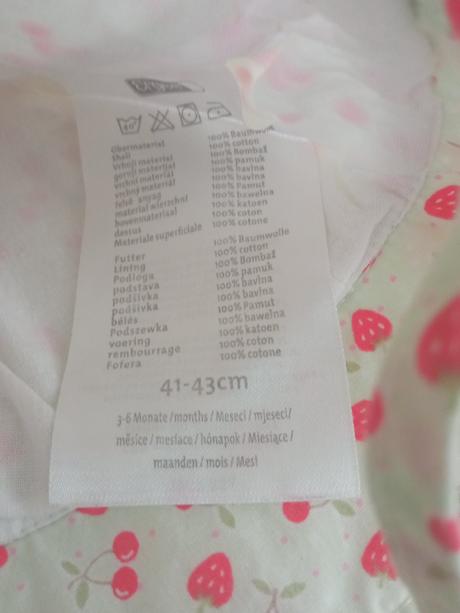 60°
Obermaterial 100% Baumwolle
Shell 100% cotton
Vrhnji material 100% Bombaž
gornji materijal 100% pamuk
vrchní materiál 100% bavlna
vrchný materiál 100% bavlna
felső anyag 100% Pamut
materiał wierzchni 100% bawełna
bovenmateriaal 100% katoen
dessus 100% coton
Materiale superficiale 100% cotone
Futter 100% Baumwolle
Lining 100% cotton
Podloga 100% Bombaž
podstava 100% pamuk
podšívka 100% bavlna
podšívka 100% bavlna
bélés 100% Pamut
Podszewka 100% bawełna
voering 100% katoen
rembourrage 100% coton
Fofera 100% cotone
41-43cm
3-6 Monate / months / Meseci / mjeseci/
měsíce / mesiace / hónapok / Miesiące /
maanden / mois / Mesi